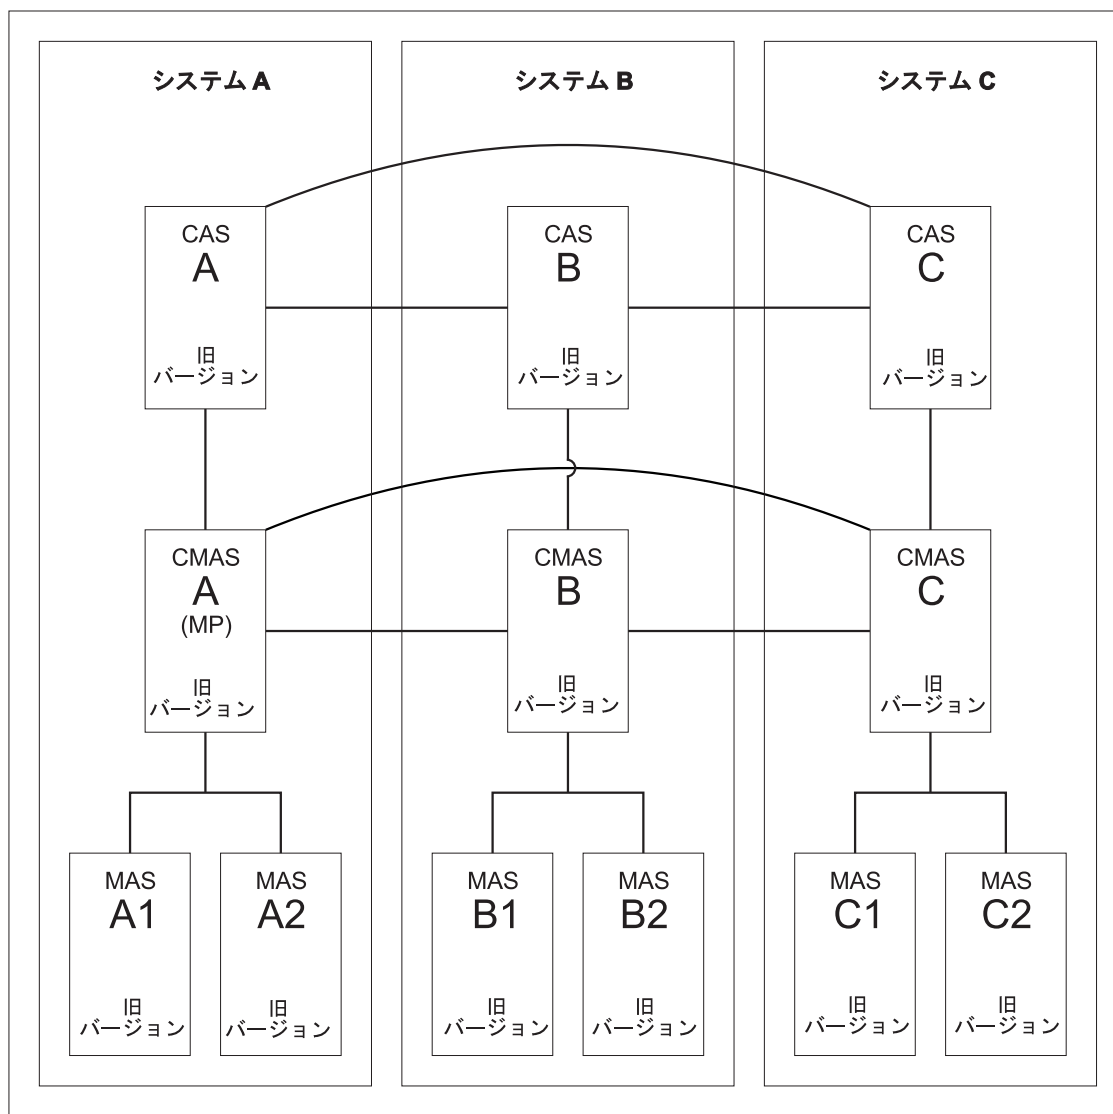 システム A
システム B
システム C
CAS
A
旧
バージョン
CAS
B
旧
バージョン
CAS
C
旧
バージョン
CMAS
A
(MP)
旧
バージョン
CMAS
B
旧
バージョン
CMAS
C
旧
バージョン
MAS
A1
旧
バージョン
MAS
A2
旧
バージョン
MAS
B1
旧
バージョン
MAS
B2
旧
バージョン
MAS
C1
旧
バージョン
MAS
C2
旧
バージョン